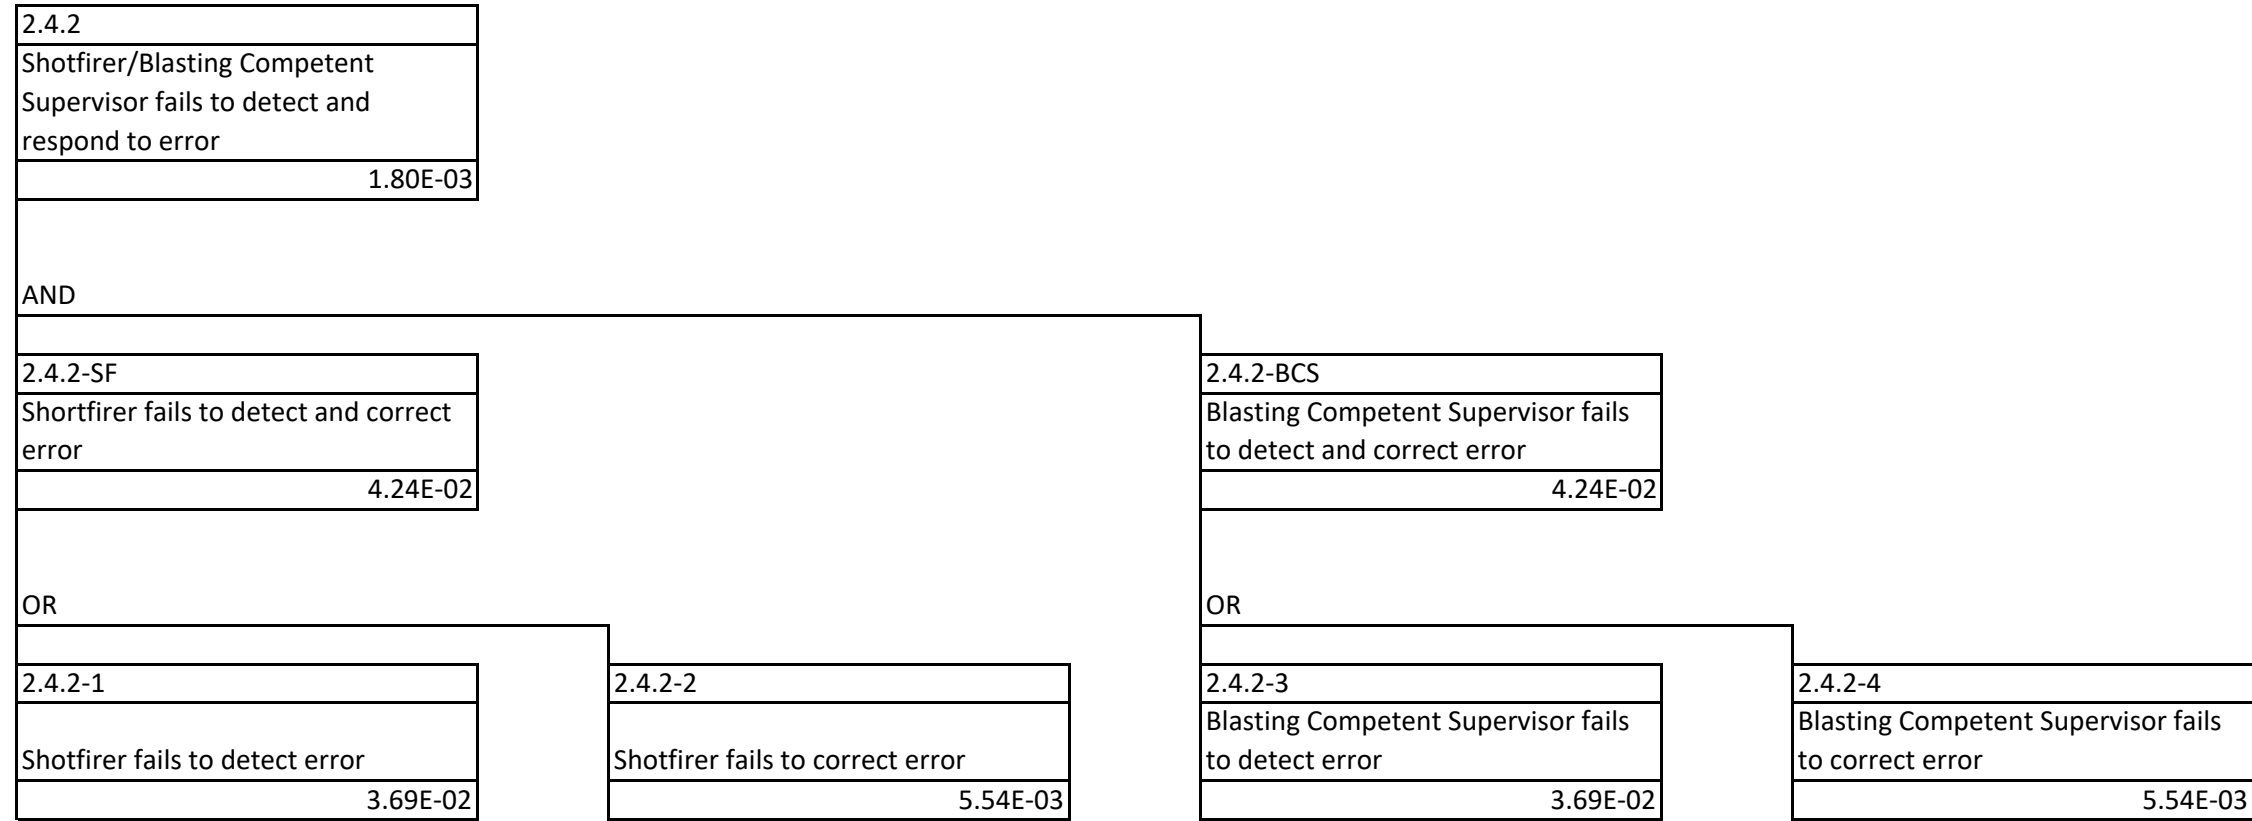 2.4.2
Shotfirer/Blasting Competent
Supervisor fails to detect and
respond to error
1.80E-03
AND
2.4.2-SF
Shortfirer fails to detect and correct
error
4.24E-02
2.4.2-BCS
Blasting Competent Supervisor fails
to detect and correct error
4.24E-02
OR
OR
2.4.2-1
Shotfirer fails to detect error
3.69E-02
2.4.2-2
Shotfirer fails to correct error
5.54E-03
2.4.2-3
Blasting Competent Supervisor fails
to detect error
3.69E-02
2.4.2-4
Blasting Competent Supervisor fails
to correct error
5.54E-03